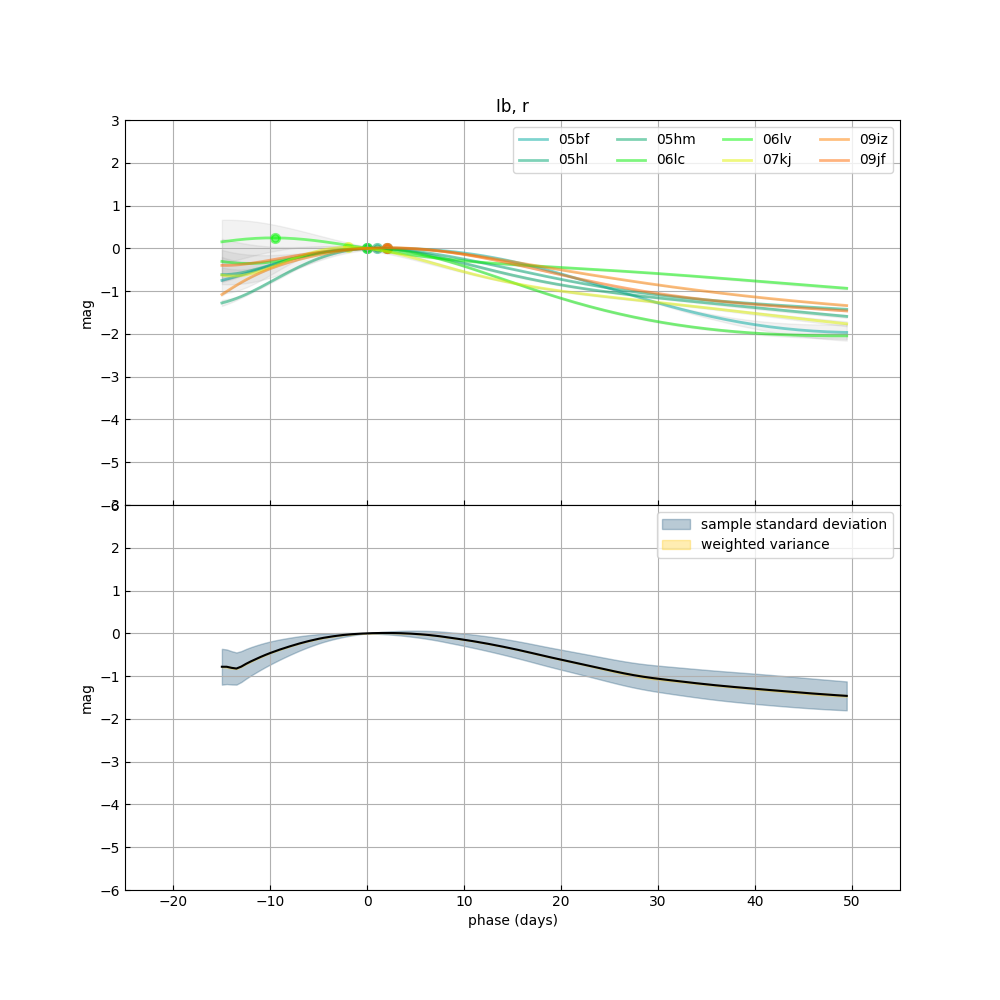 Ib, r
3
05bf 05hm 06lv 09iz
2
05hl 06lc 07kj 09jf
1
0
−1
mag
−2
−3
−4
−5
−6
3
sample standard deviation
2
weighted variance
1
0
−1
mag
−2
−3
−4
−5
−6
−20 −10 0 10 20 30 40 50
phase (days)